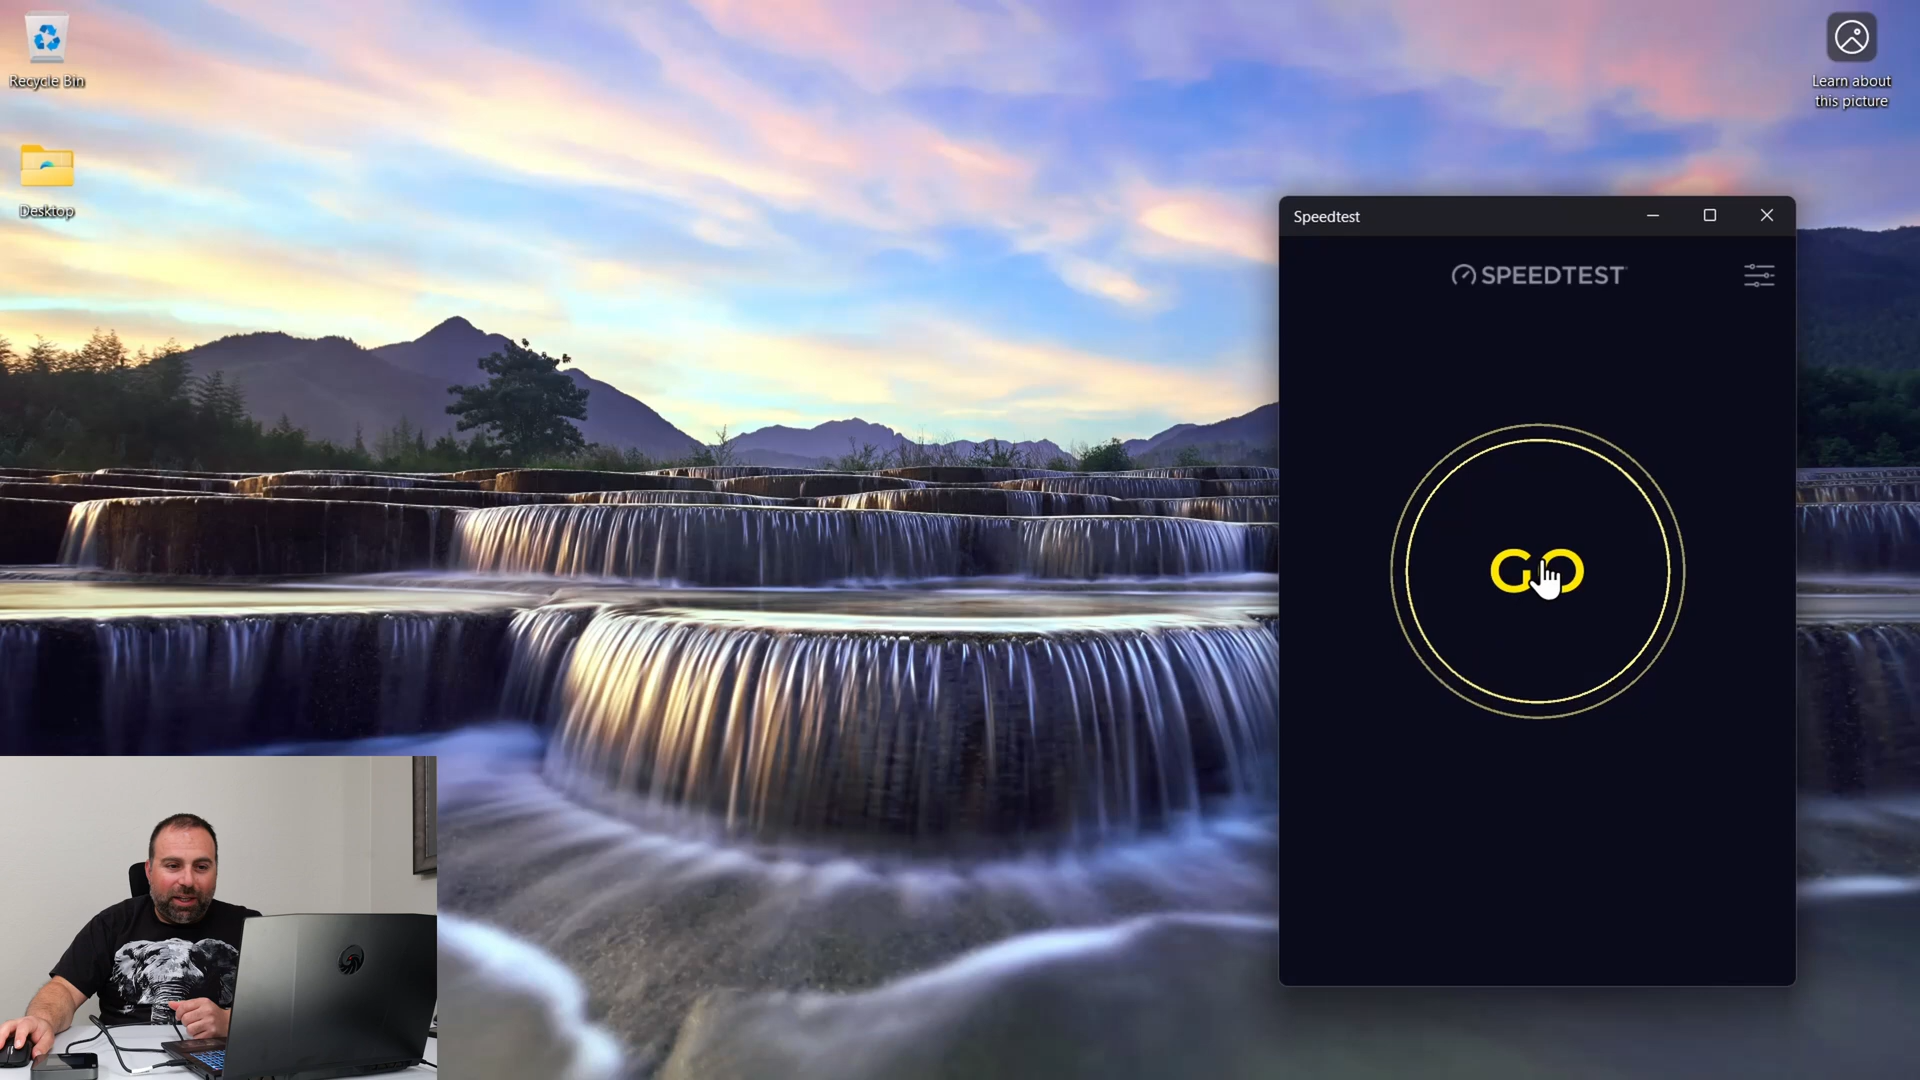 Recycle Bin
Desktop
Learn about
this picture
Speedtest
SPEEDTEST
GO